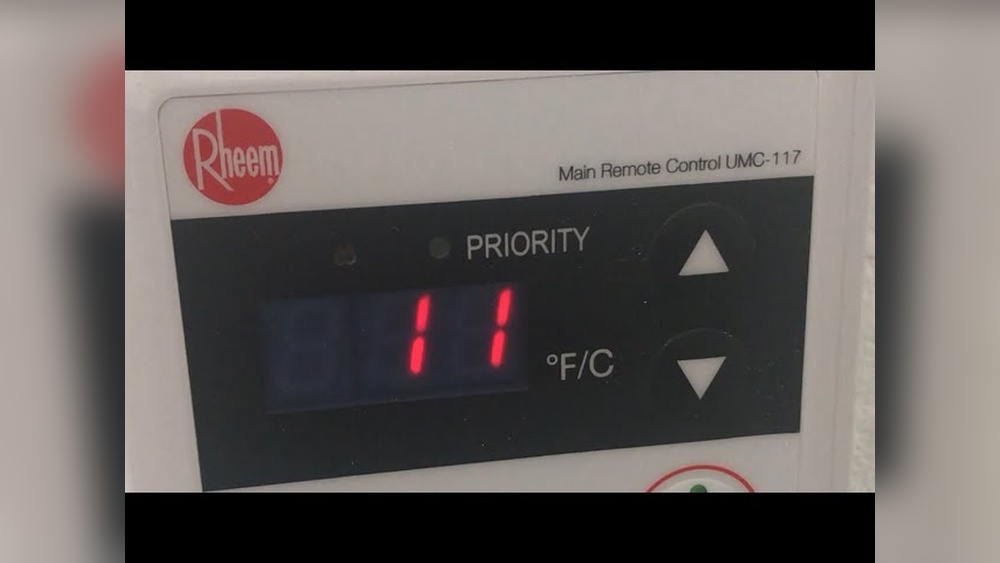 Rheem
Main Remote Control UMC-117
PRIORITY
11
°F/C